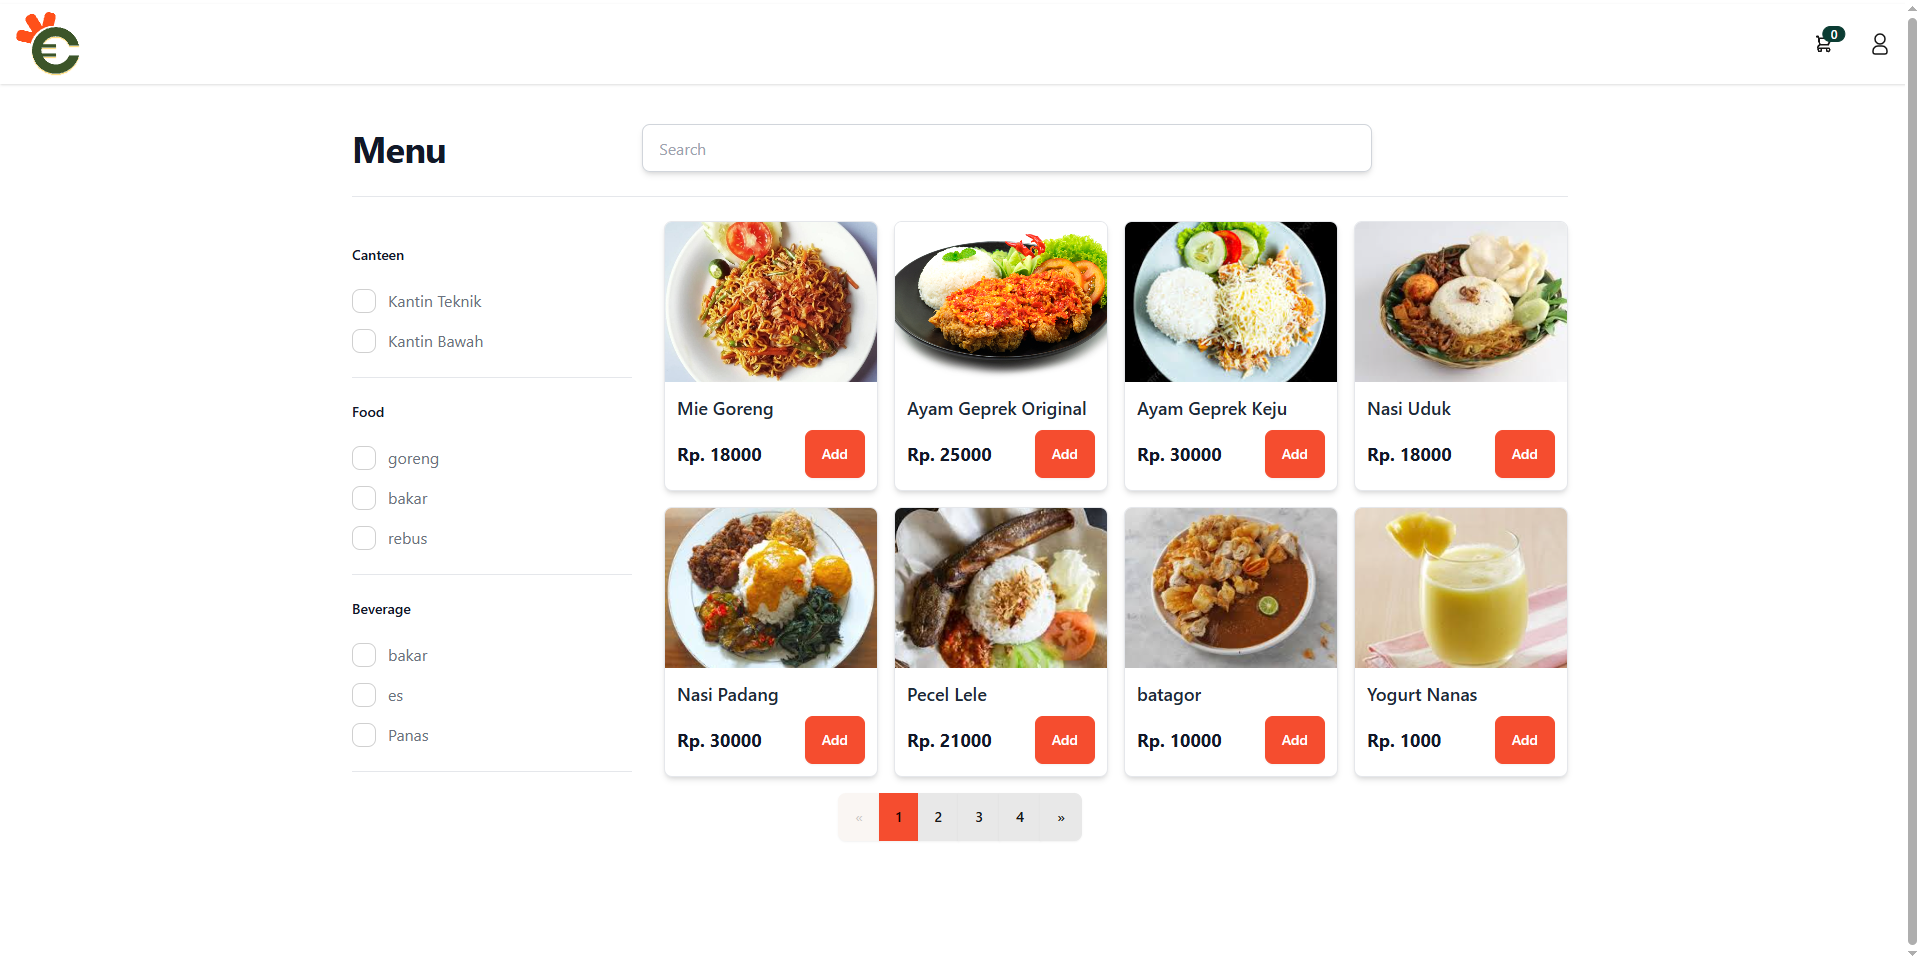 0
Menu
Search
Canteen
Kantin Teknik
Kantin Bawah
Food
goreng
bakar
rebus
Beverage
bakar
es
Panas
Mie Goreng
Rp. 18000 Add
Ayam Geprek Original
Rp. 25000 Add
Ayam Geprek Keju
Rp. 30000 Add
Nasi Uduk
Rp. 18000 Add
Nasi Padang
Rp. 30000 Add
Pecel Lele
Rp. 21000 Add
batagor
Rp. 10000 Add
Yogurt Nanas
Rp. 1000 Add
« 1 2 3 4 »